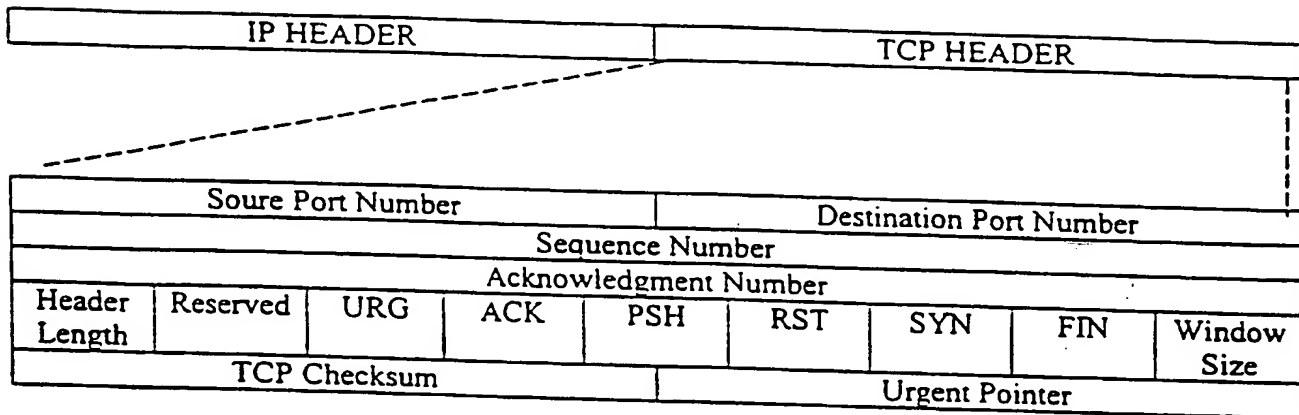 IP HEADER
TCP HEADER
Soure Port Number
Destination Port Number
Sequence Number
Acknowledgment Number
Header Length
Reserved
URG
ACK
PSH
RST
SYN
FIN
Window Size
TCP Checksum
Urgent Pointer